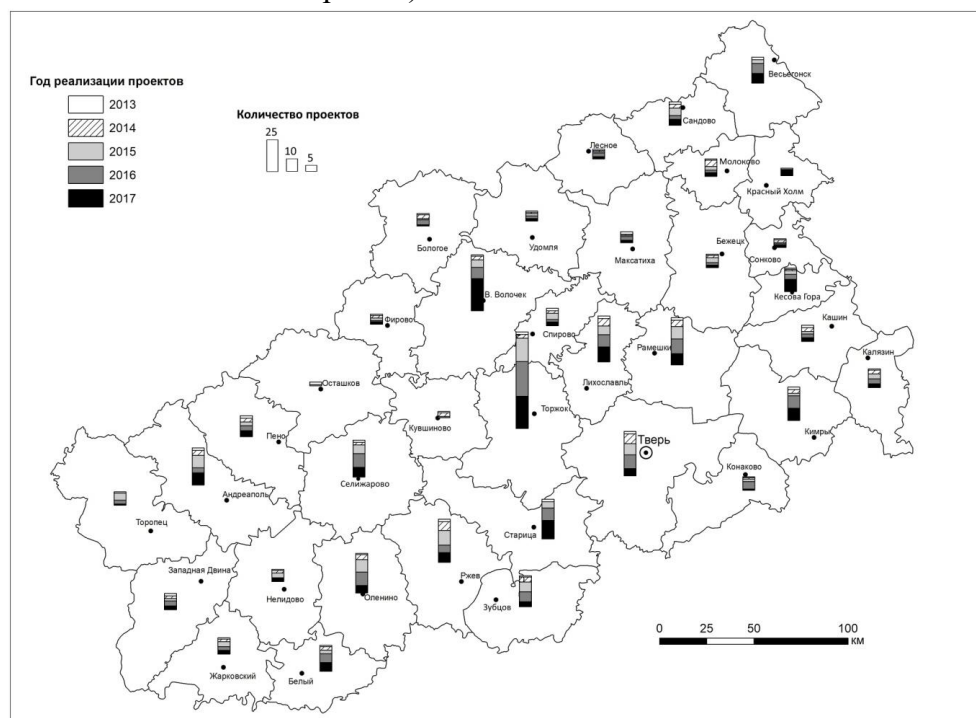 Год реализации проектов
2013
2014
2015
2016
2017
Количество проектов
25
10
5
Весьегонск
Сандово
Лесное
Молоково
Красный Холм
Бологое
Удомля
Максатиха
Бежецк
Сонково
В. Волочек
Кесова Гора
Фирово
Спирово
Рамешки
Кашин
Калязин
Осташков
Лихославль
Кувшиново
Торжок
Пено
Тверь
Кимры
Селижарово
Конаково
Андреаполь
Торопец
Старица
Западная Двина
Нелидово
Оленино
Ржев
Зубцов
Жарковский
Белый
0 25 50 100
км